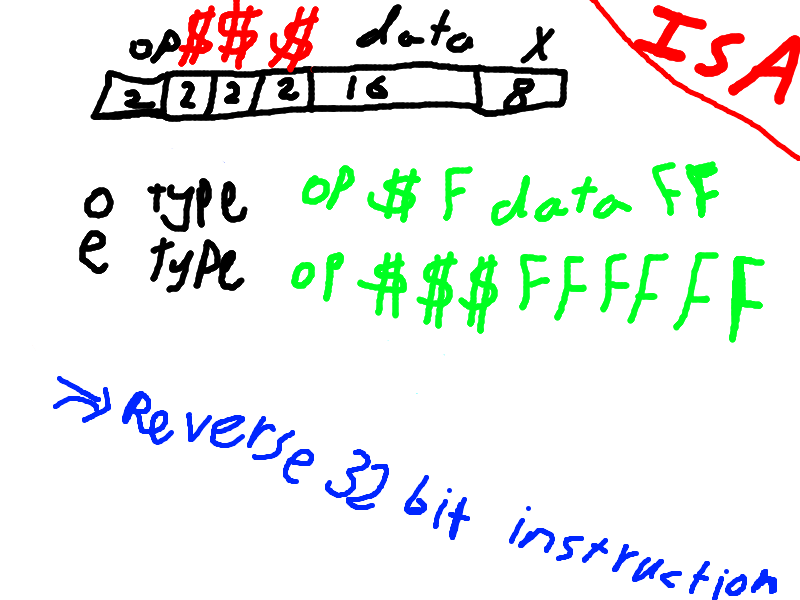 IsA
op $ $ $ data X
2 2 2 2 16 8
o type op $ F data FF
e type op $ $ $ F F F F F F
Reverse 32 bit instruction